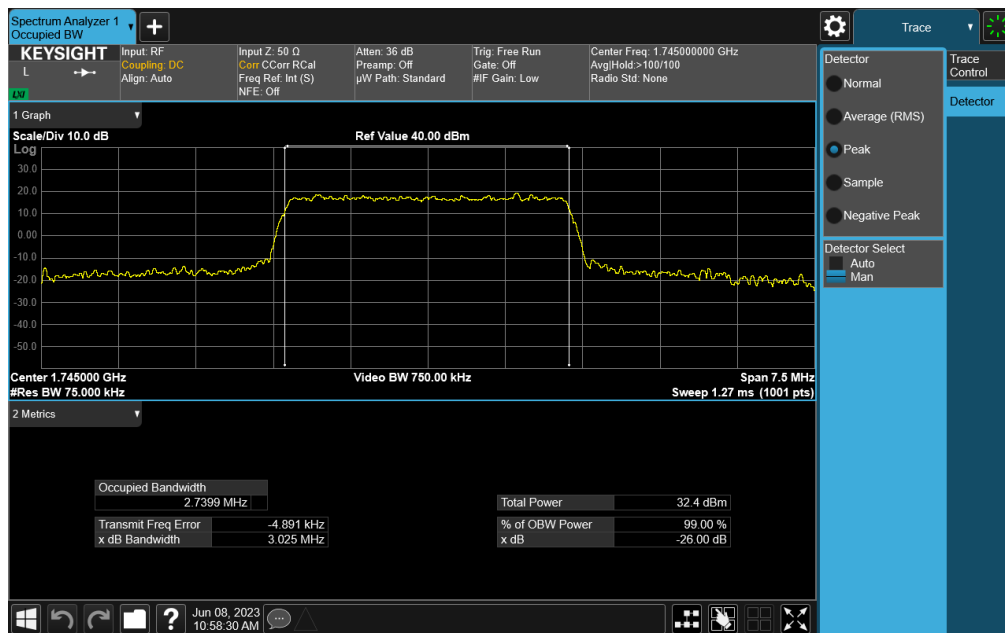 Spectrum Analyzer 1
Occupied BW
Trace
KEYSIGHT
L
LXI
Input: RF
Coupling: DC
Align: Auto
Input Z: 50 Ω
Corr CCorr RCal
Freq Ref: Int (S)
NFE: Off
Atten: 36 dB
Preamp: Off
µW Path: Standard
Trig: Free Run
Gate: Off
#IF Gain: Low
Center Freq: 1.745000000 GHz
Avg|Hold:>100/100
Radio Std: None
Trace
Control
Detector
Detector
Normal
Average (RMS)
Peak
Sample
Negative Peak
Detector Select
Auto
Man
1 Graph
Scale/Div 10.0 dB
Ref Value 40.00 dBm
Log
30.0
20.0
10.0
0.00
-10.0
-20.0
-30.0
-40.0
-50.0
Center 1.745000 GHz
Video BW 750.00 kHz
Span 7.5 MHz
#Res BW 75.000 kHz
Sweep 1.27 ms (1001 pts)
2 Metrics
Occupied Bandwidth
2.7399 MHz
Total Power 32.4 dBm
Transmit Freq Error -4.891 kHz
% of OBW Power 99.00 %
x dB Bandwidth 3.025 MHz
x dB -26.00 dB
Jun 08, 2023
10:58:30 AM